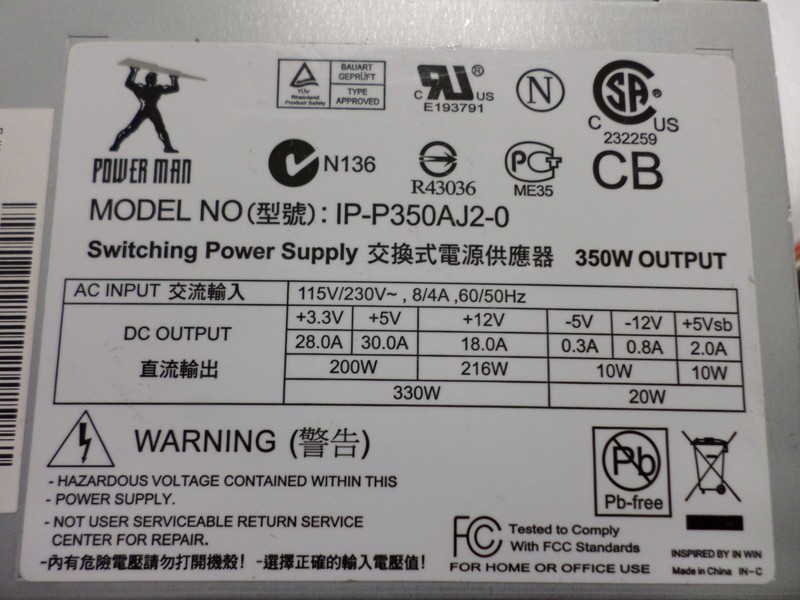 POWER MAN
TÜV
Rheinland
Product Safety
BAUART
GEPRÜFT
TYPE
APPROVED
C RU ® US
E193791
N
C SA ® US
232259
N136
R43036
PCT
ME35
CB
MODEL NO(型號): IP-P350AJ2-0
Switching Power Supply 交換式電源供應器 350W OUTPUT
AC INPUT 交流輸入 115V/230V~ , 8/4A ,60/50Hz
DC OUTPUT
直流輸出
+3.3V +5V +12V -5V -12V +5Vsb
28.0A 30.0A 18.0A 0.3A 0.8A 2.0A
200W 216W 10W 10W
330W 20W
WARNING (警告)
- HAZARDOUS VOLTAGE CONTAINED WITHIN THIS
- POWER SUPPLY.
- NOT USER SERVICEABLE RETURN SERVICE
CENTER FOR REPAIR.
-內有危險電壓請勿打開機殼! -選擇正確的輸入電壓值!
Pb
Pb-free
FC Tested to Comply
With FCC Standards
FOR HOME OR OFFICE USE
INSPIRED BY IN WIN
Made in China IN-C